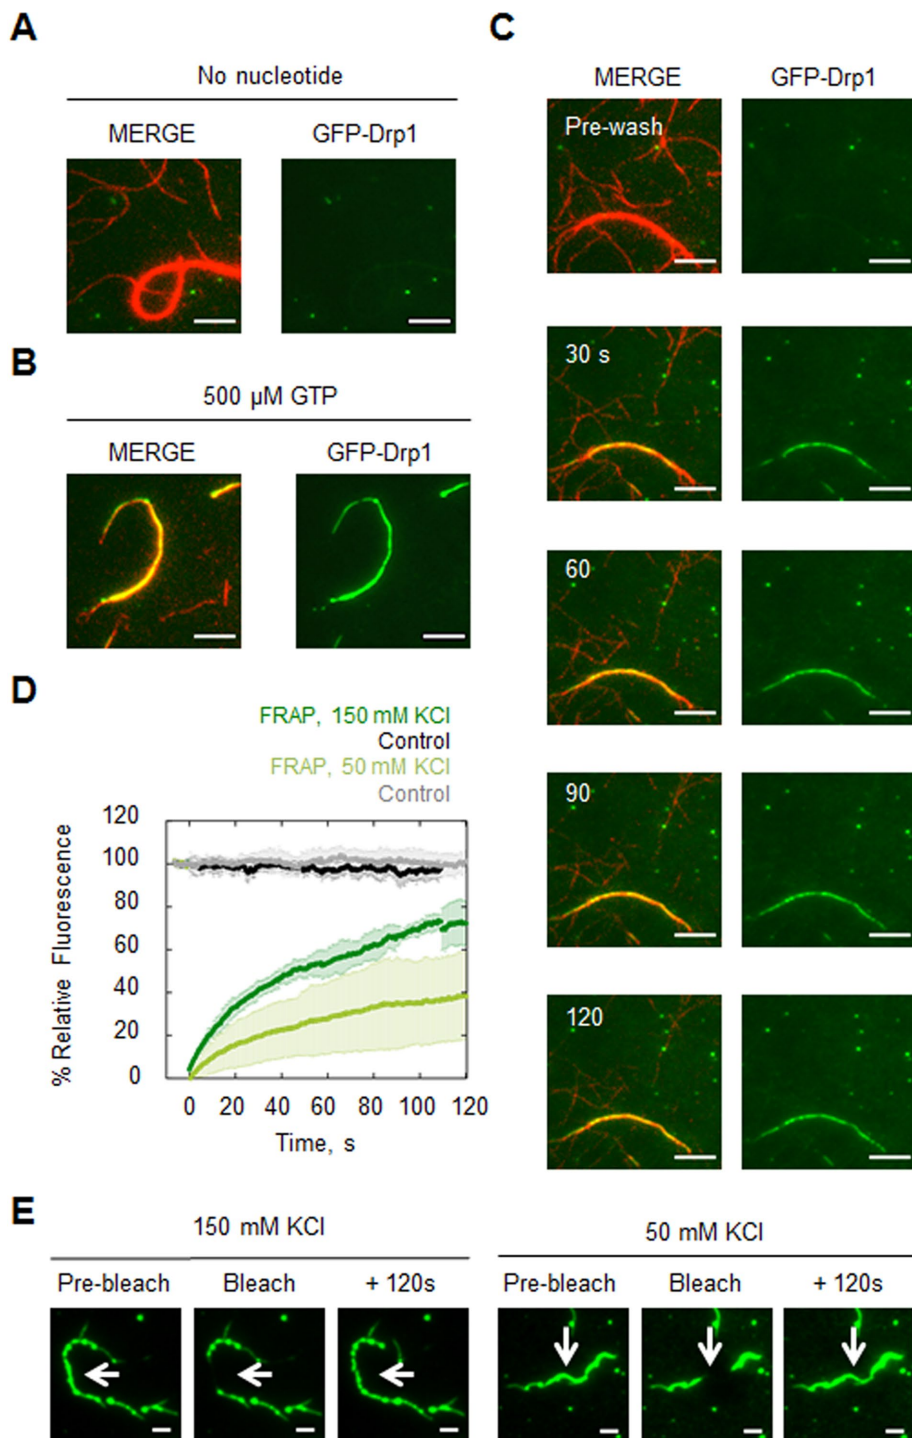 A
No nucleotide
MERGE GFP-Drp1
B
500 µM GTP
MERGE GFP-Drp1
C
MERGE GFP-Drp1
Pre-wash
30 s
60
90
120
D
FRAP, 150 mM KCl
Control
FRAP, 50 mM KCl
Control
% Relative Fluorescence
120
100
80
60
40
20
0
0 20 40 60 80 100 120
Time, s
E
150 mM KCl
Pre-bleach Bleach + 120s
50 mM KCl
Pre-bleach Bleach + 120s